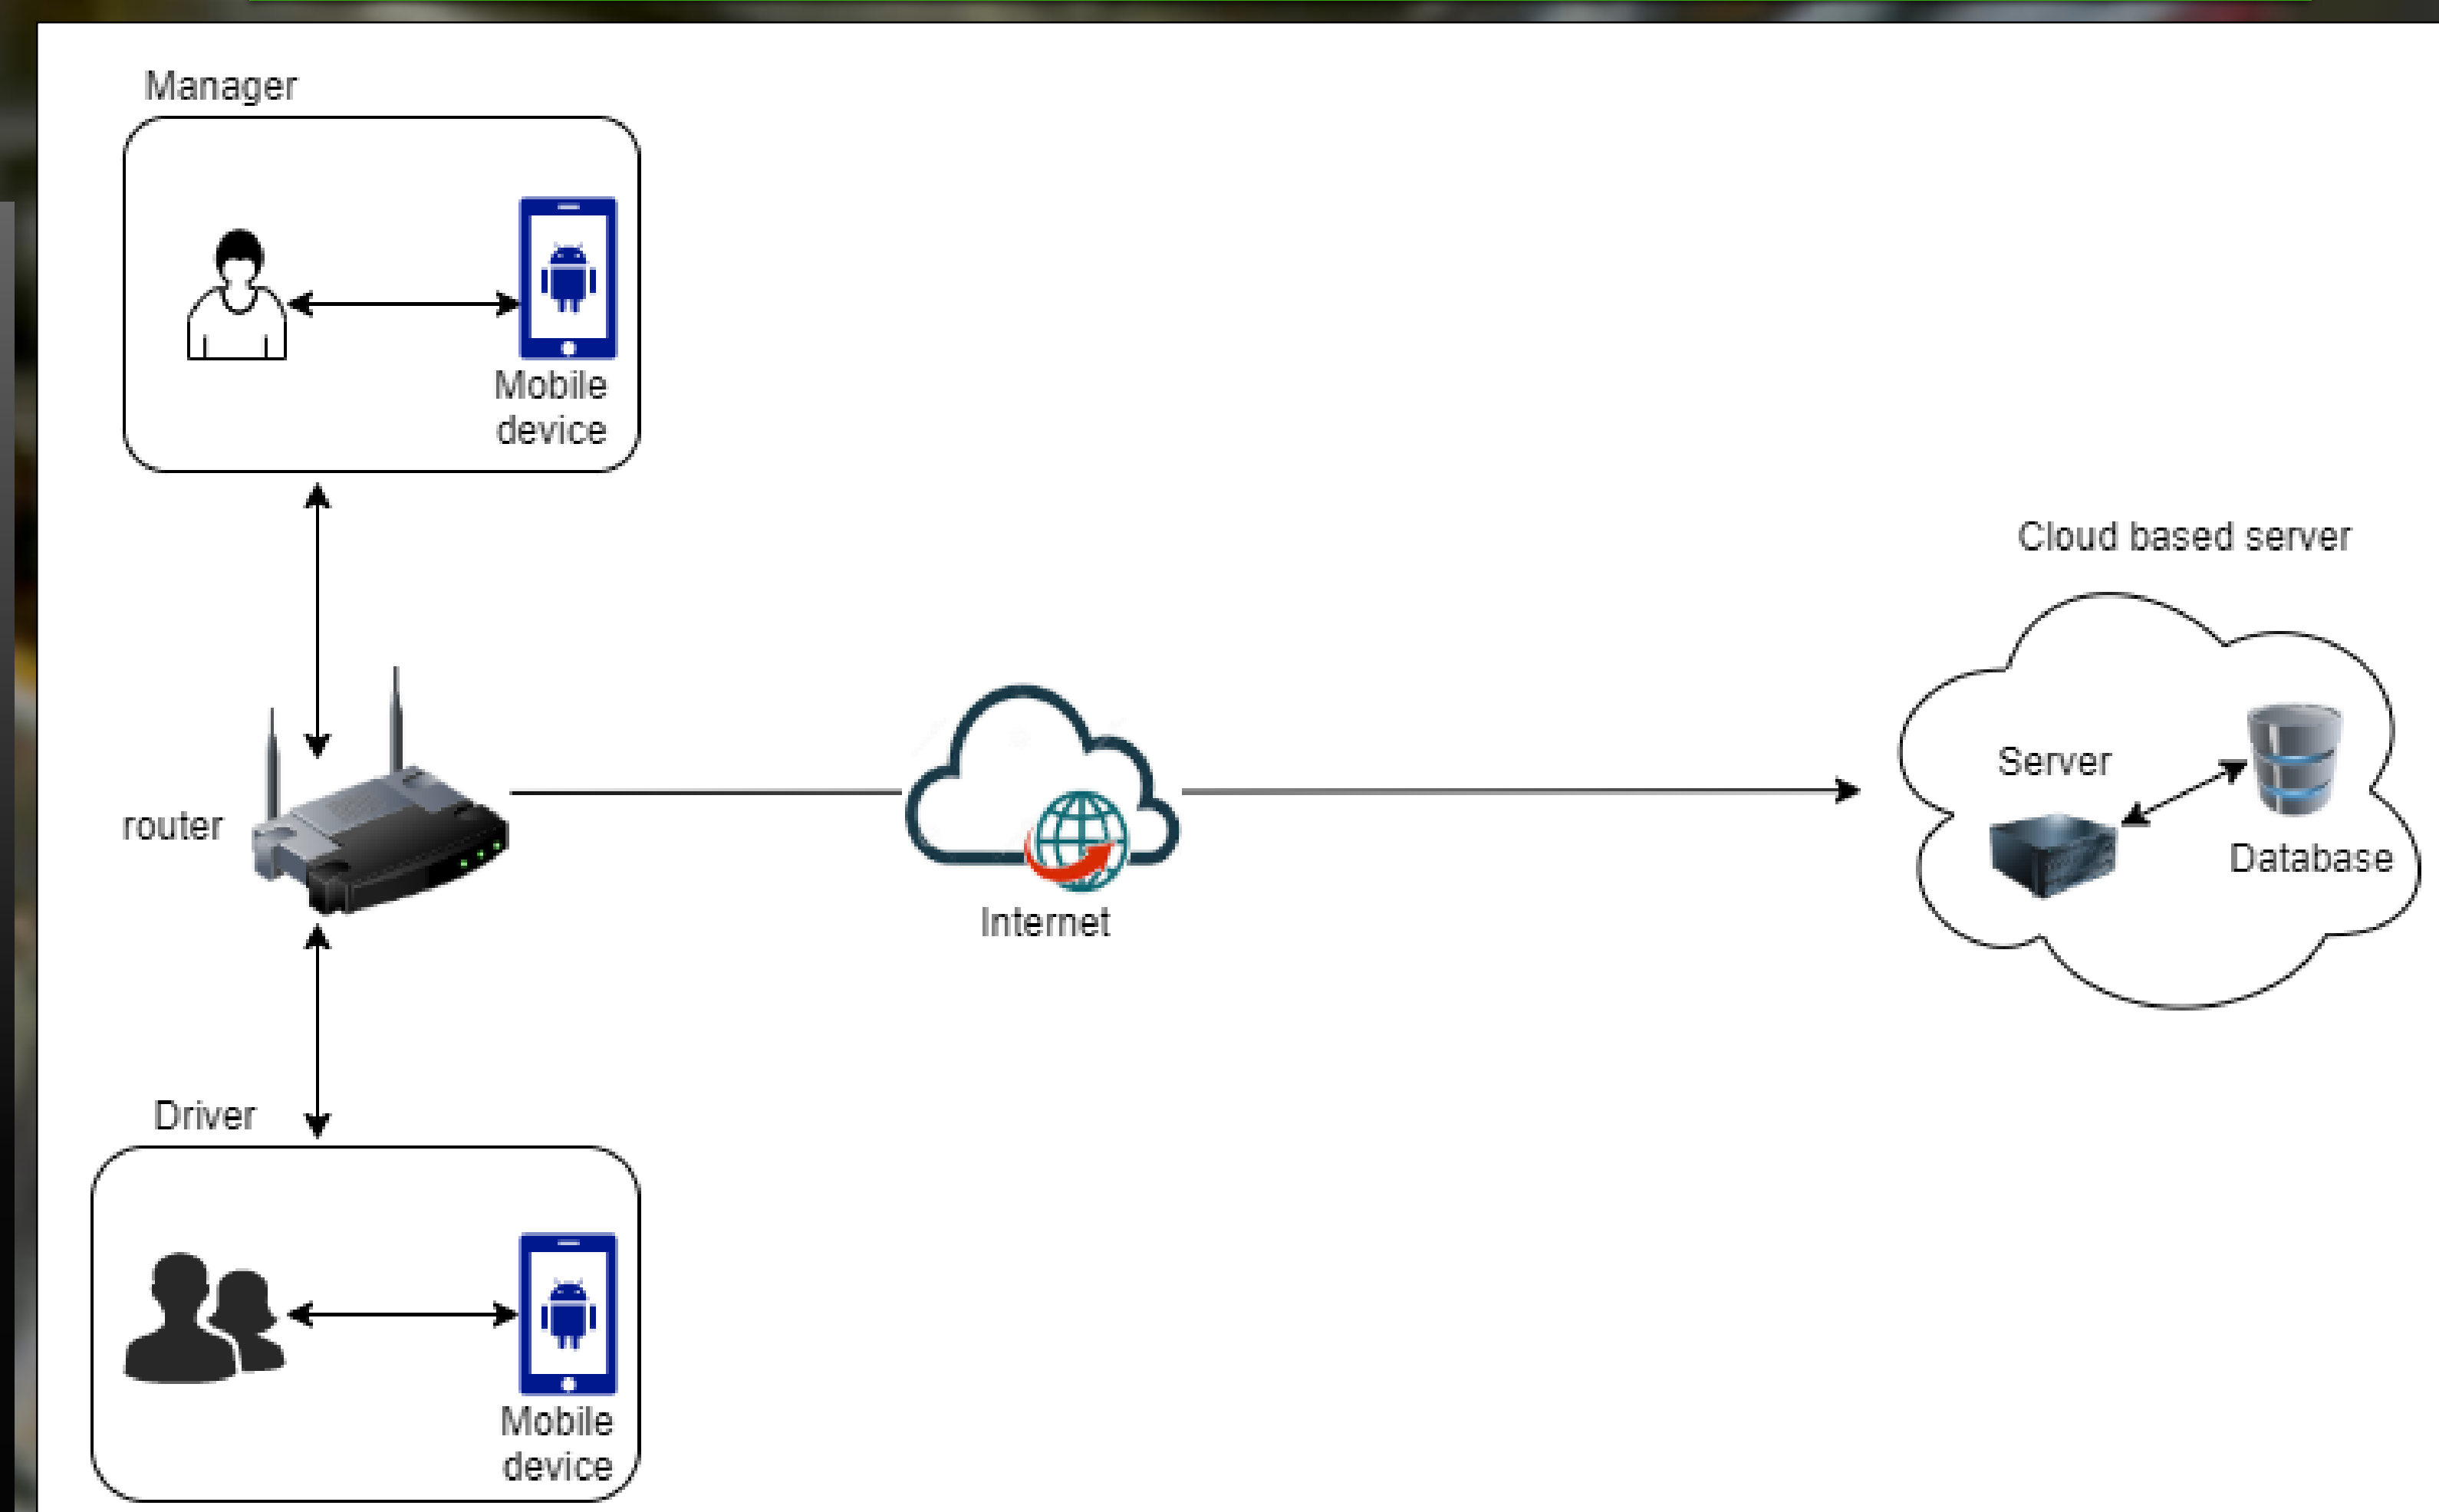 Manager
Mobile
device
Cloud based server
Server
Database
router
Internet
Driver
Mobile
device